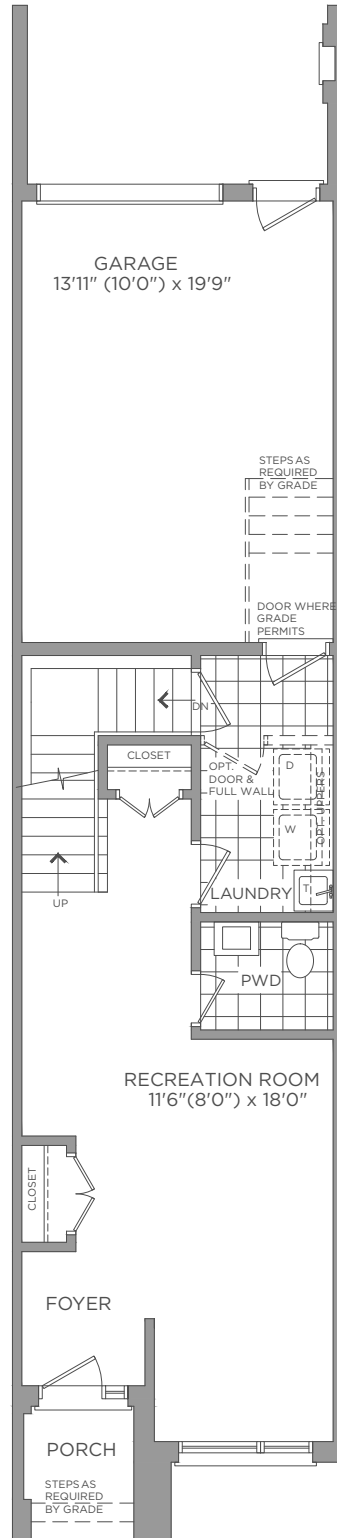 GARAGE
13'11" (10'0") x 19'9"
STEPS AS
REQUIRED
BY GRADE
DOOR WHERE
GRADE
PERMITS
DN
CLOSET
OPT.
DOOR &
FULL WALL
D
W
OPT. UPPERS
T
LAUNDRY
UP
PWD
RECREATION ROOM
11'6"(8'0") x 18'0"
CLOSET
FOYER
PORCH
STEPS AS
REQUIRED
BY GRADE